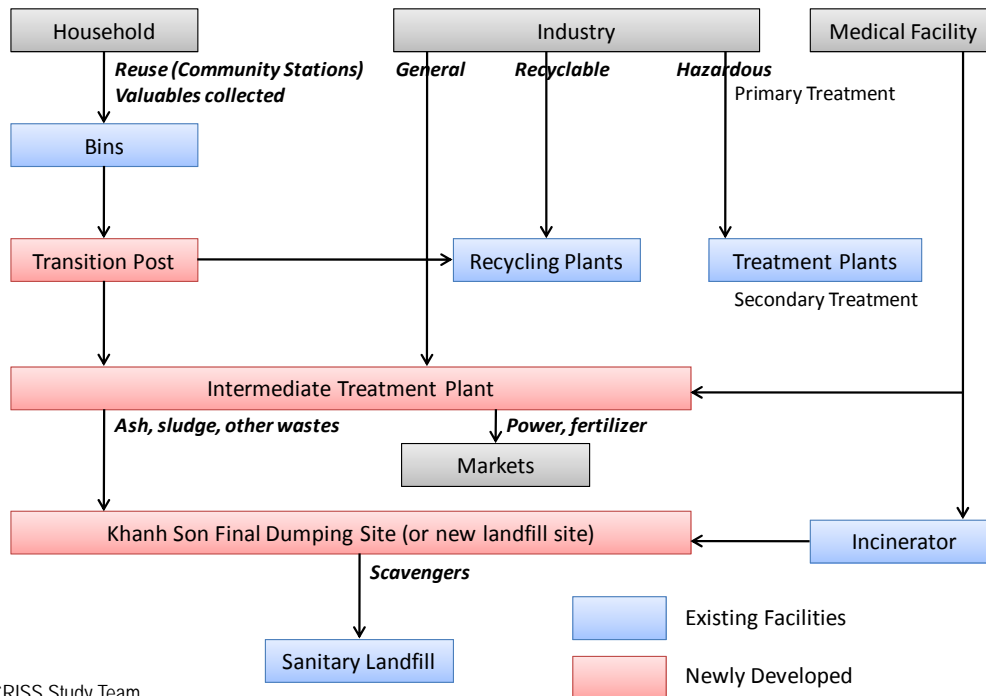 Household
Industry
Medical Facility
Reuse (Community Stations)
Valuables collected
General
Recyclable
Hazardous
Primary Treatment
Bins
Transition Post
Recycling Plants
Treatment Plants
Secondary Treatment
Intermediate Treatment Plant
Ash, sludge, other wastes
Power, fertilizer
Markets
Khanh Son Final Dumping Site (or new landfill site)
Incinerator
Scavengers
Existing Facilities
Sanitary Landfill
Newly Developed
Study Team